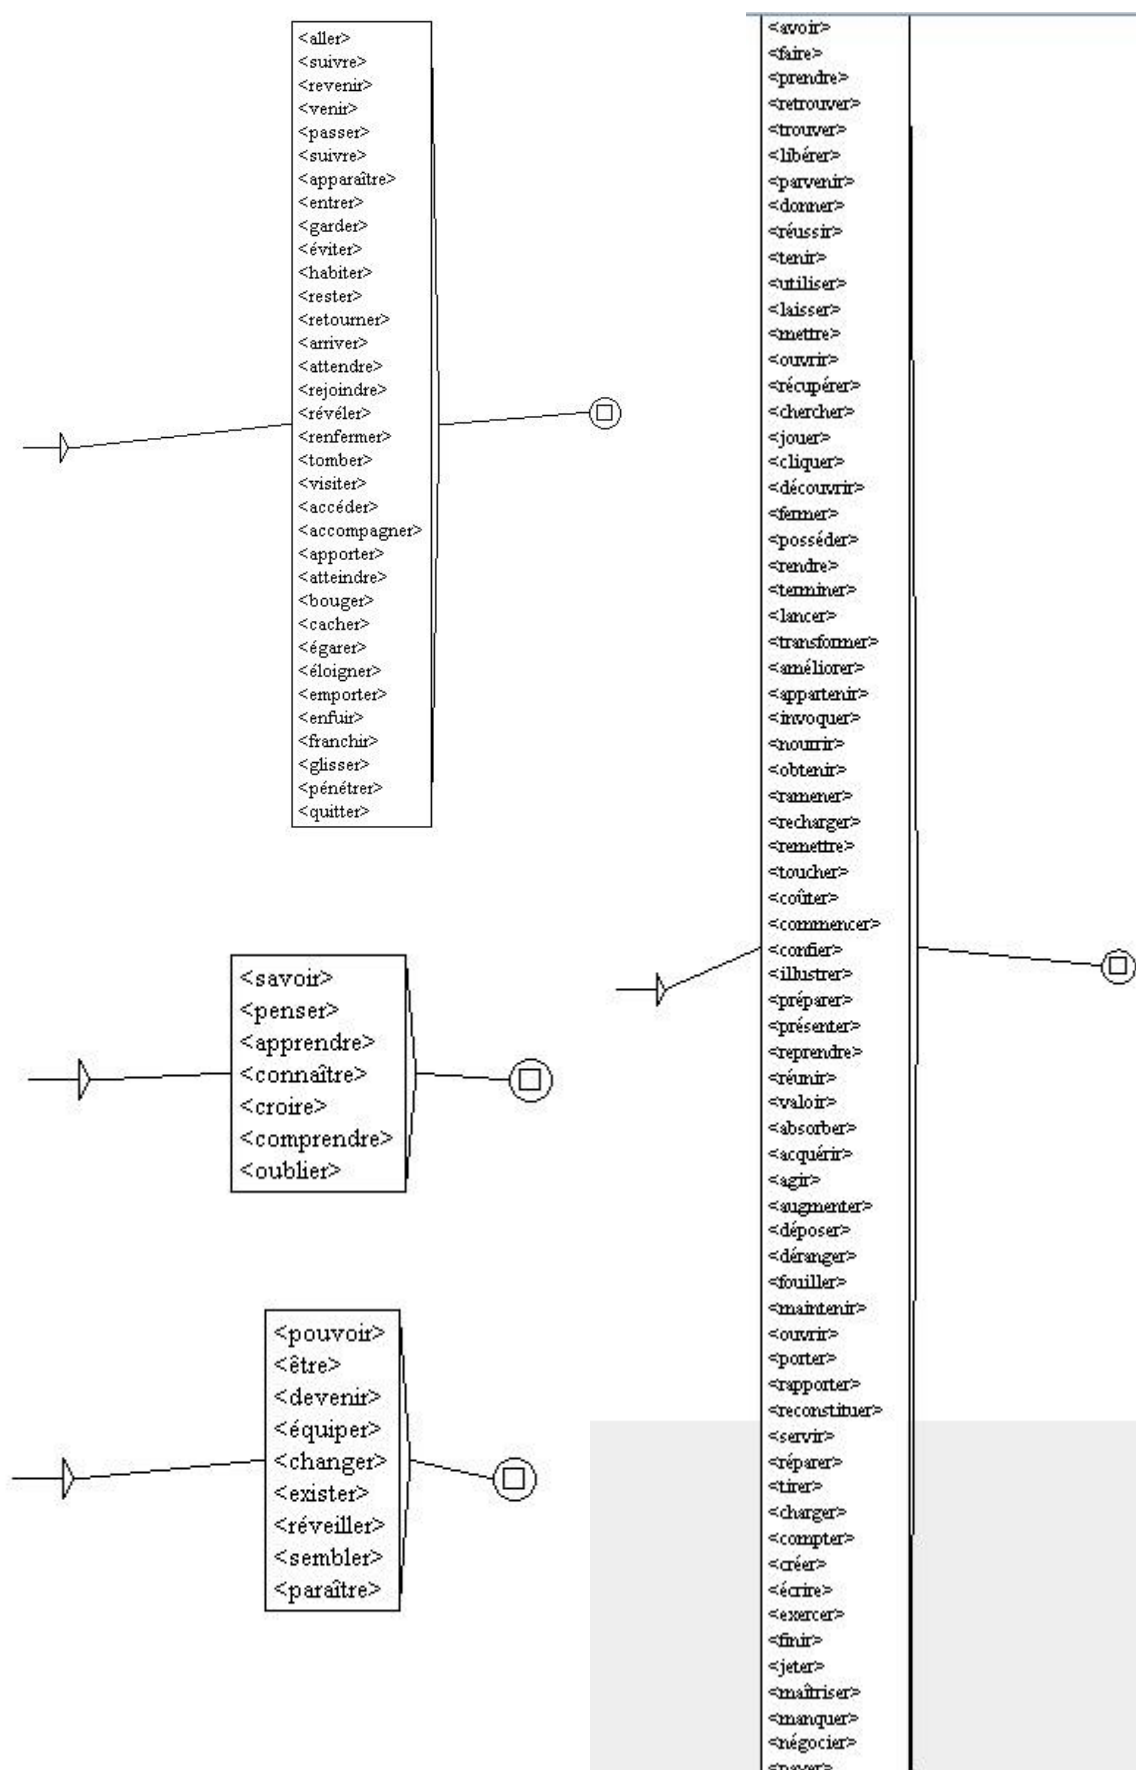 <aller>
<suivre>
<revenir>
<venir>
<passer>
<suivre>
<apparaître>
<entrer>
<garder>
<éviter>
<habiter>
<rester>
<retourner>
<arriver>
<attendre>
<rejoindre>
<révéler>
<renfermer>
<tomber>
<visiter>
<accéder>
<accompagner>
<apporter>
<atteindre>
<bouger>
<cacher>
<égarer>
<éloigner>
<emporter>
<enfuir>
<franchir>
<glisser>
<pénétrer>
<quitter>
<savoir>
<penser>
<apprendre>
<connaître>
<croire>
<comprendre>
<oublier>
<pouvoir>
<être>
<devenir>
<équiper>
<changer>
<exister>
<réveiller>
<sembler>
<paraître>
<avoir>
<faire>
<prendre>
<retrouver>
<trouver>
<libérer>
<parvenir>
<donner>
<réussir>
<tenir>
<utiliser>
<laisser>
<mettre>
<ouvrir>
<récupérer>
<chercher>
<jouer>
<cliquer>
<découvrir>
<fermer>
<posséder>
<rendre>
<terminer>
<lancer>
<transformer>
<améliorer>
<appartenir>
<invoquer>
<nourrir>
<obtenir>
<ramener>
<recharger>
<remettre>
<toucher>
<coûter>
<commencer>
<confier>
<illustrer>
<préparer>
<présenter>
<reprendre>
<réunir>
<valoir>
<absorber>
<acquérir>
<agir>
<augmenter>
<déposer>
<déranger>
<fouiller>
<maintenir>
<ouvrir>
<porter>
<rapporter>
<reconstituer>
<servir>
<réparer>
<tirer>
<charger>
<compter>
<créer>
<écrire>
<exercer>
<finir>
<jeter>
<maîtriser>
<manquer>
<négocier>